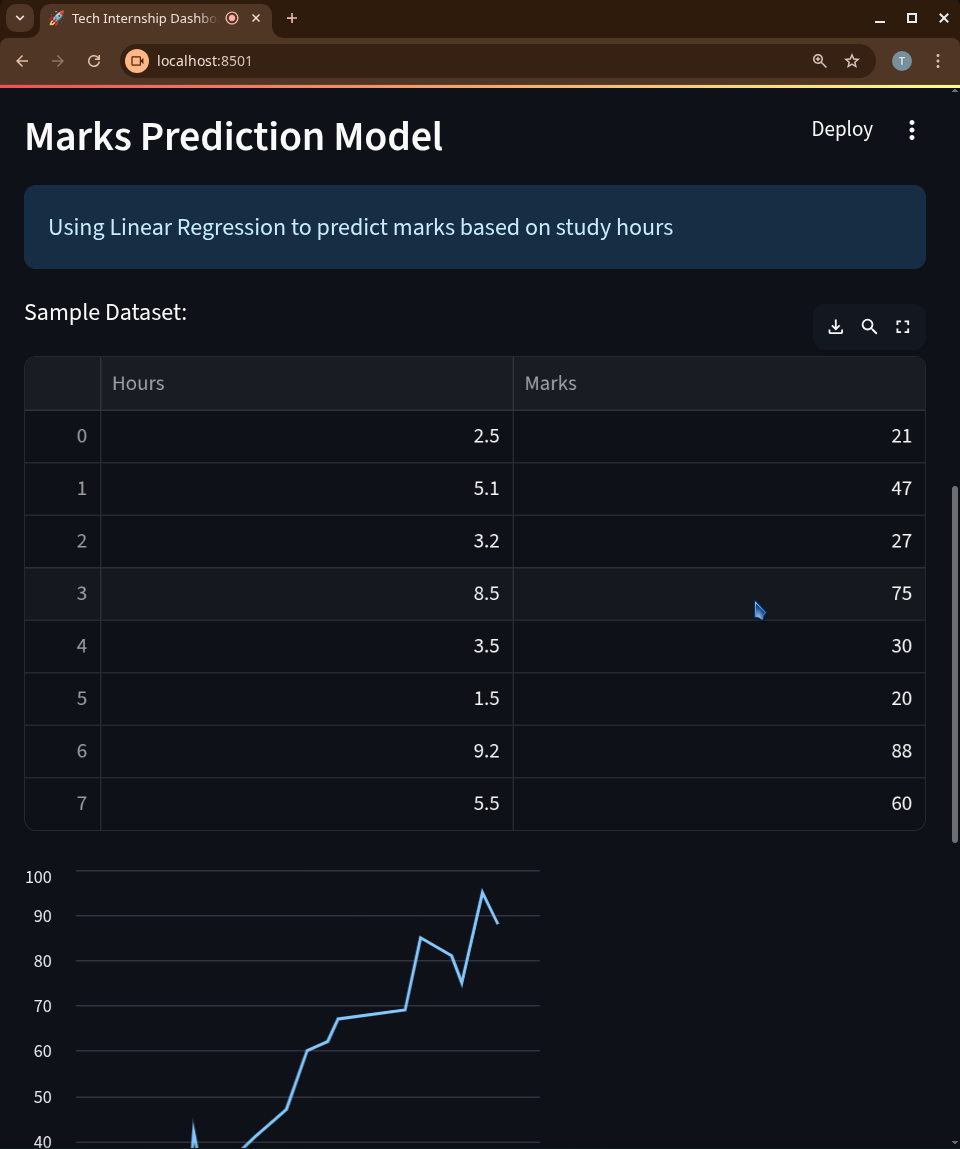 Tech Internship Dashbo
localhost:8501
T
Marks Prediction Model
Deploy
Using Linear Regression to predict marks based on study hours
Sample Dataset:
Hours Marks
0 2.5 21
1 5.1 47
2 3.2 27
3 8.5 75
4 3.5 30
5 1.5 20
6 9.2 88
7 5.5 60
100
90
80
70
60
50
40